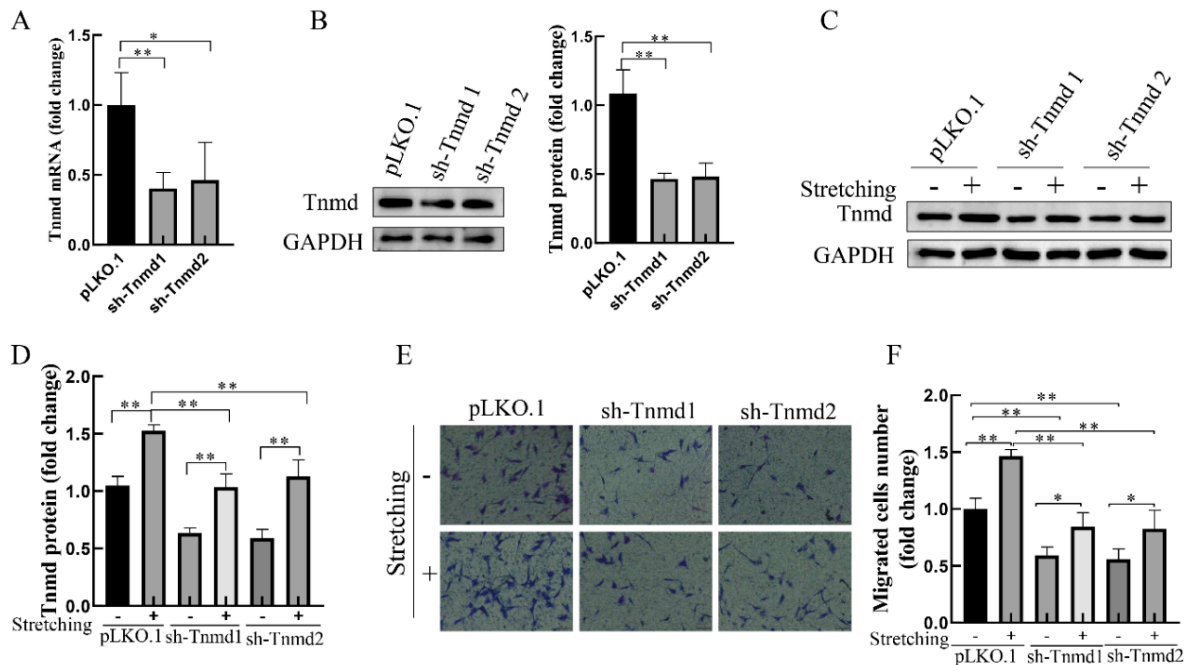 A
Tnmd mRNA (fold change)
1.5
1.0
0.5
0.0
**
*
pLKO.1
sh-Tnmd1
sh-Tnmd2
B
pLKO.1
sh-Tnmd 1
sh-Tnmd 2
Tnmd
GAPDH
Tnmd protein (fold change)
1.5
1.0
0.5
0.0
**
**
pLKO.1
sh-Tnmd1
sh-Tnmd2
C
pLKO.1
sh-Tnmd 1
sh-Tnmd 2
Stretching - + - + - +
Tnmd
GAPDH
D
Tnmd protein (fold change)
2.0
1.5
1.0
0.5
0.0
**
**
**
**
**
Stretching - + - + - +
pLKO.1 sh-Tnmd1 sh-Tnmd2
E
pLKO.1 sh-Tnmd1 sh-Tnmd2
Stretching
-
+
F
Migrated cells number
(fold change)
2.0
1.5
1.0
0.5
0.0
**
**
**
**
**
*
*
Stretching - + - + - +
pLKO.1 sh-Tnmd1 sh-Tnmd2